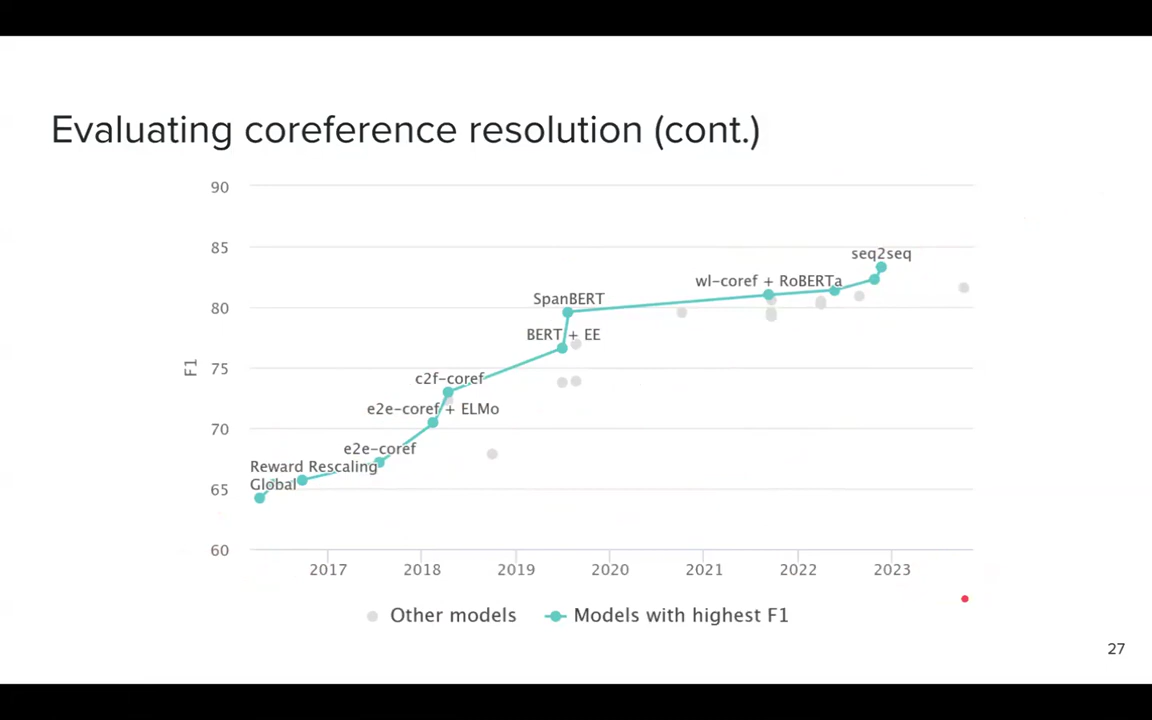 Evaluating coreference resolution (cont.)
90
85
80
75
70
65
60
F1
seq2seq
wl-coref + RoBERTa
SpanBERT
BERT + EE
c2f-coref
e2e-coref + ELMo
e2e-coref
Reward Rescaling
Global
2017 2018 2019 2020 2021 2022 2023
Other models Models with highest F1
27